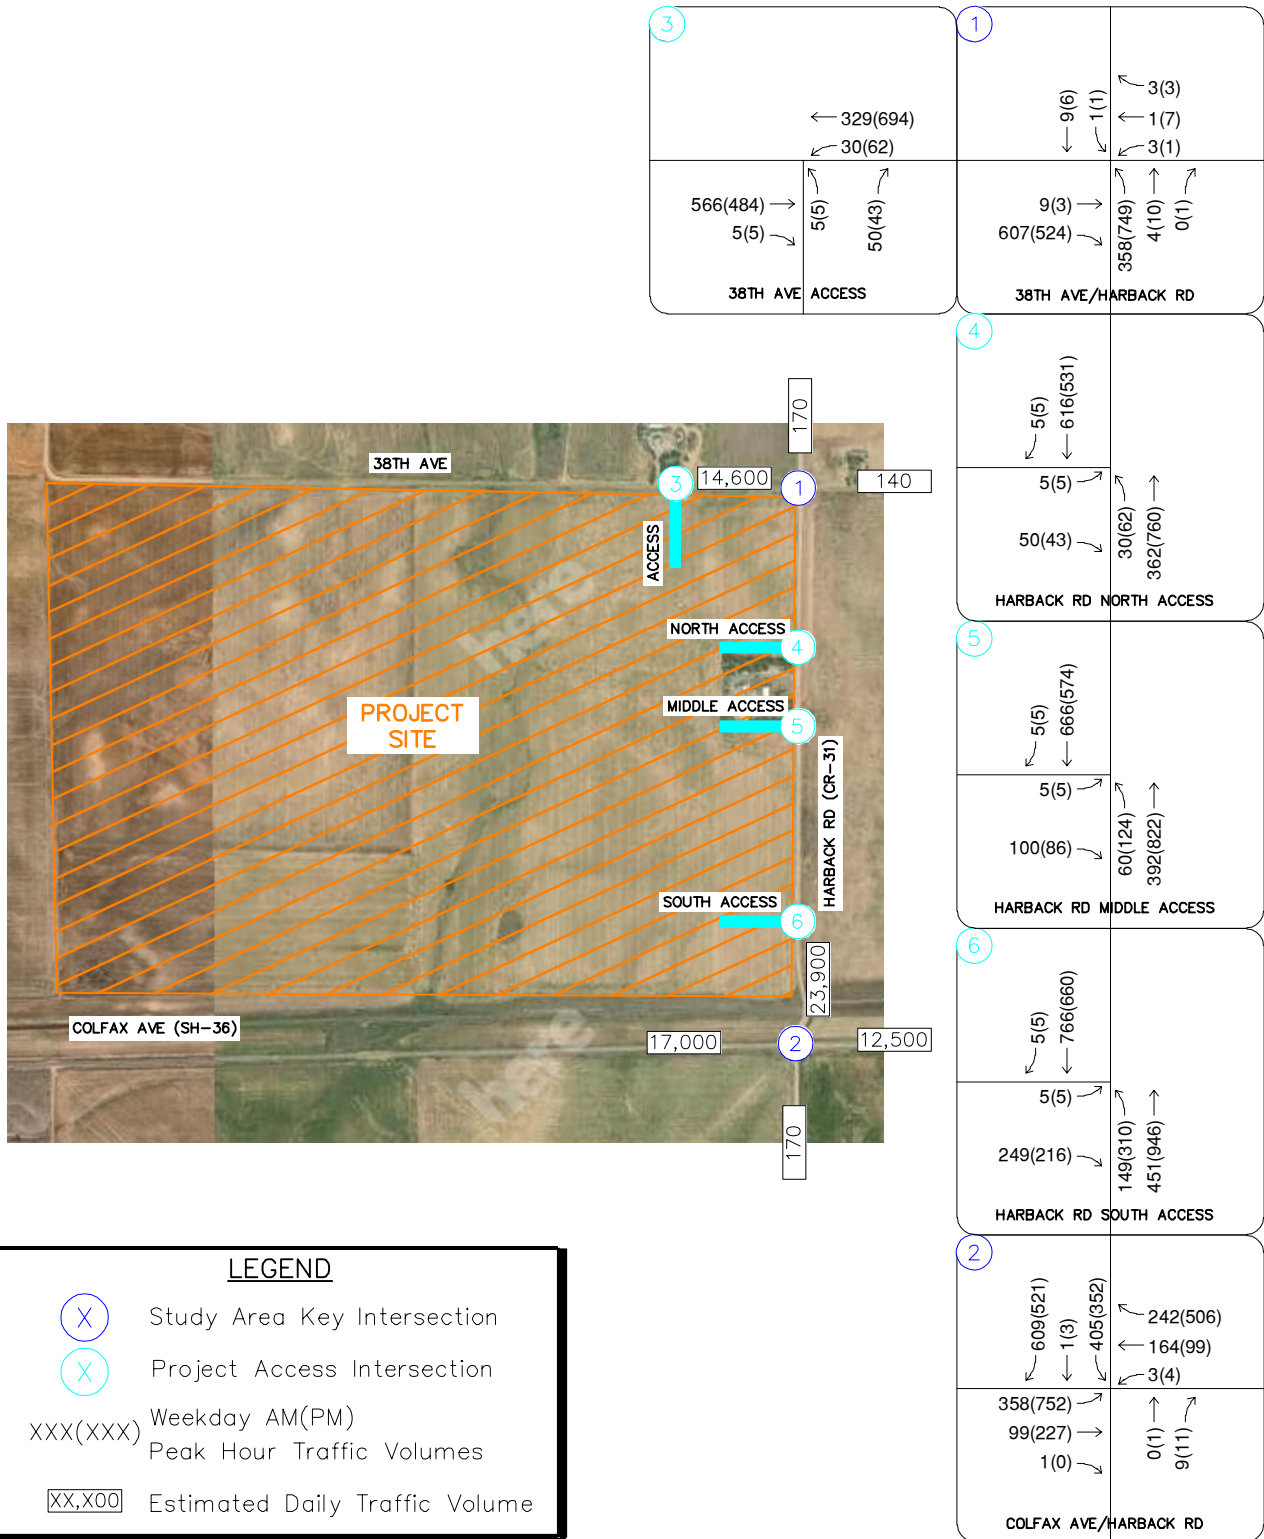 3
329(694)
30(62)
566(484)
5(5)
5(5)
50(43)
38TH AVE ACCESS
1
9(6)
1(1)
3(3)
1(7)
3(1)
9(3)
607(524)
358(749)
4(10)
0(1)
38TH AVE/HARBACK RD
4
5(5)
616(531)
5(5)
50(43)
30(62)
362(760)
HARBACK RD NORTH ACCESS
5
5(5)
666(574)
5(5)
100(86)
60(124)
392(822)
HARBACK RD MIDDLE ACCESS
6
5(5)
766(660)
5(5)
249(216)
149(310)
451(946)
HARBACK RD SOUTH ACCESS
2
609(521)
1(3)
405(352)
242(506)
164(99)
3(4)
358(752)
99(227)
1(0)
0(1)
9(11)
COLFAX AVE/HARBACK RD
170
38TH AVE
3
14,600
1
140
ACCESS
here
NORTH ACCESS
4
MIDDLE ACCESS
5
PROJECT
SITE
HARBACK RD (CR-31)
SOUTH ACCESS
6
23,900
COLFAX AVE (SH-36)
here
17,000
2
12,500
170
LEGEND
X Study Area Key Intersection
X Project Access Intersection
XXX(XXX) Weekday AM(PM)
Peak Hour Traffic Volumes
XX,X00 Estimated Daily Traffic Volume